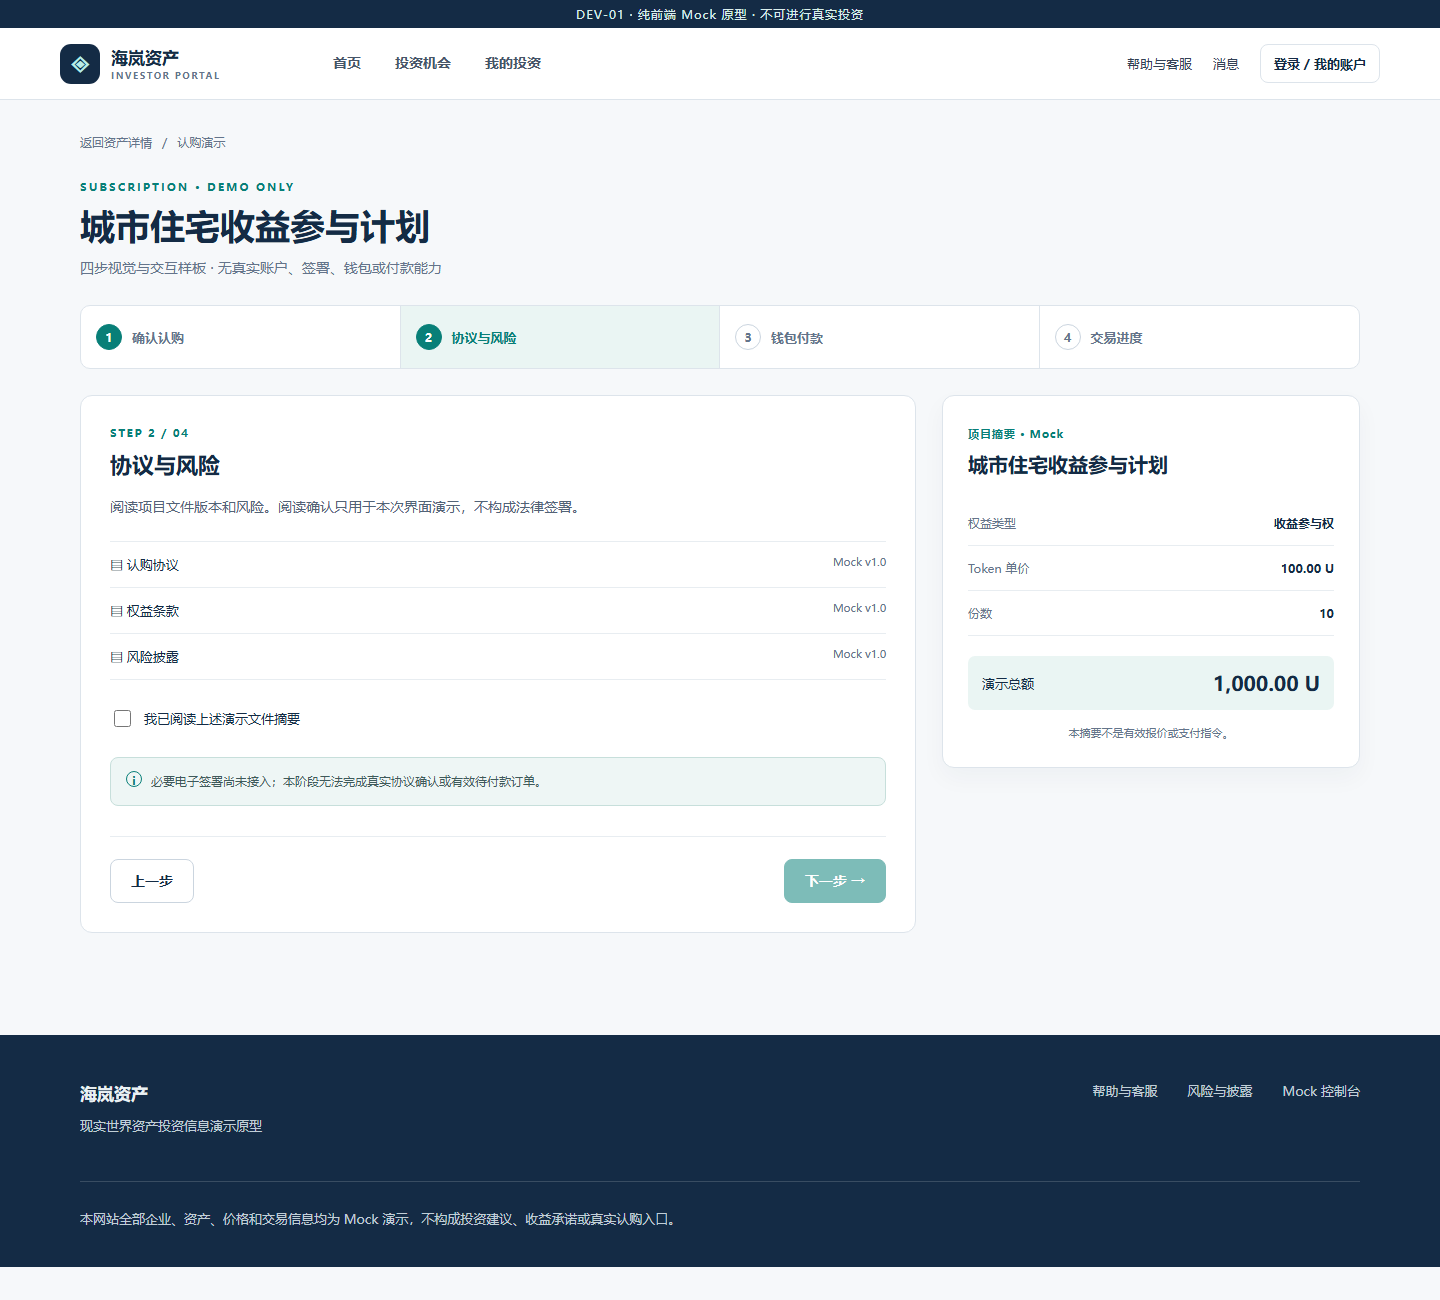 DEV-01 · 纯前端 Mock 原型 · 不可进行真实投资
海岚资产
INVESTOR PORTAL
首页 投资机会 我的投资
帮助与客服 消息 登录 / 我的账户
返回资产详情 / 认购演示
SUBSCRIPTION • DEMO ONLY
城市住宅收益参与计划
四步视觉与交互样板 · 无真实账户、签署、钱包或付款能力
1 确认认购
2 协议与风险
3 钱包付款
4 交易进度
STEP 2 / 04
协议与风险
阅读项目文件版本和风险。阅读确认只用于本次界面演示，不构成法律签署。
认购协议 Mock v1.0
权益条款 Mock v1.0
风险披露 Mock v1.0
我已阅读上述演示文件摘要
必要电子签署尚未接入；本阶段无法完成真实协议确认或有效待付款订单。
上一步
下一步 →
项目摘要 • Mock
城市住宅收益参与计划
权益类型 收益参与权
Token 单价 100.00 U
份数 10
演示总额 1,000.00 U
本摘要不是有效报价或支付指令。
海岚资产
现实世界资产投资信息演示原型
帮助与客服 风险与披露 Mock 控制台
本网站全部企业、资产、价格和交易信息均为 Mock 演示，不构成投资建议、收益承诺或真实认购入口。